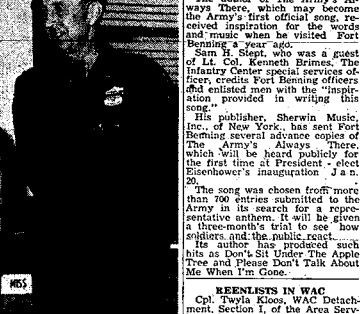 ways There, which may become
the Army's first official song, re-
ceived inspiration for the words
and music when he visited Fort
Benning a year ago.
Sam H. Stept, who was a guest
of Lt. Col. Kenneth Brimes, The
Infantry Center special services of-
ficer, credits Fort Benning officers
and enlisted men with the "inspir-
ation provided in writing this
song."
His publisher, Sherwin Music,
Inc., of New York, has sent Fort
Benning several advance copies of
The Army's Always There,
which will be heard publicly for
the first time at President - elect
Eisenhower's inauguration Jan.
20.
The song was chosen from more
than 700 entries submitted to the
Army in its search for a repre-
sentative anthem. It will be given
a three-month's trial to see how
soldiers and the public react.
Its author has produced such
hits as Don't Sit Under The Apple
Tree and Please Don't Talk About
Me When I'm Gone.
REENLISTS IN WAC
Cpl. Twyla Kloos, WAC Detach-
ment, Section I, of the Area Serv-
MISS